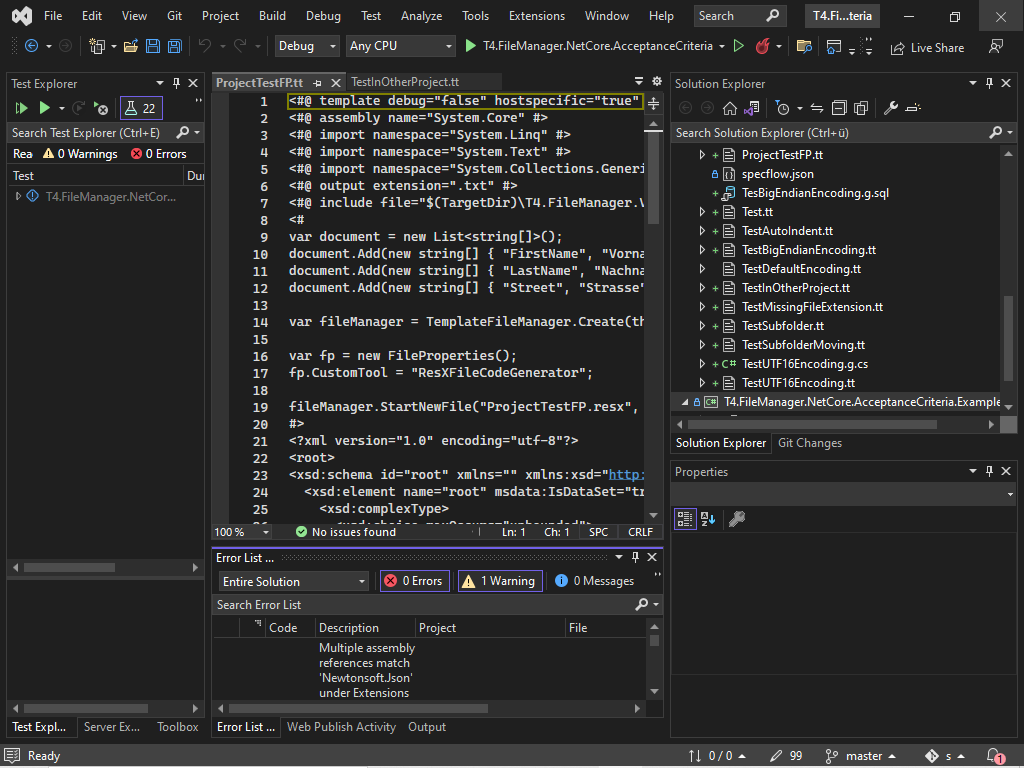 File Edit View Git Project Build Debug Test Analyze Tools Extensions Window Help Search T4.Fi...teria
Debug Any CPU T4.FileManager.NetCore.AcceptanceCriteria Live Share
Test Explorer
22
Search Test Explorer (Ctrl+E)
Rea 0 Warnings 0 Errors
Test Dur
T4.FileManager.NetCor...
Test Expl... Server Ex... Toolbox
ProjectTestFP.tt TestInOtherProject.tt
1 <#@ template debug="false" hostspecific="true"
2 <#@ assembly name="System.Core" #>
3 <#@ import namespace="System.Linq" #>
4 <#@ import namespace="System.Text" #>
5 <#@ import namespace="System.Collections.Generi
6 <#@ output extension=".txt" #>
7 <#@ include file="$(TargetDir)\T4.FileManager.V
8 <#
9 var document = new List<string[]>();
10 document.Add(new string[] { "FirstName", "Vorna
11 document.Add(new string[] { "LastName", "Nachna
12 document.Add(new string[] { "Street", "Strasse"
13
14 var fileManager = TemplateFileManager.Create(th
15
16 var fp = new FileProperties();
17 fp.CustomTool = "ResXFileCodeGenerator";
18
19 fileManager.StartNewFile("ProjectTestFP.resx",
20 #>
21 <?xml version="1.0" encoding="utf-8"?>
22 <root>
23 <xsd:schema id="root" xmlns="" xmlns:xsd="http:
24 <xsd:element name="root" msdata:IsDataSet="tr
25 <xsd:complexType>
26 <xsd:choice maxOccurs="unbounded">
100 % No issues found Ln: 1 Ch: 1 SPC CRLF
Error List ...
Entire Solution 0 Errors 1 Warning 0 Messages
Search Error List
Code Description Project File
Multiple assembly
references match
'Newtonsoft.Json'
under Extensions
Error List ... Web Publish Activity Output
Solution Explorer
Search Solution Explorer (Ctrl+ü)
ProjectTestFP.tt
specflow.json
TesBigEndianEncoding.g.sql
Test.tt
TestAutoIndent.tt
TestBigEndianEncoding.tt
TestDefaultEncoding.tt
TestInOtherProject.tt
TestMissingFileExtension.tt
TestSubfolder.tt
TestSubfolderMoving.tt
C# TestUTF16Encoding.g.cs
TestUTF16Encoding.tt
C# T4.FileManager.NetCore.AcceptanceCriteria.Example
Solution Explorer Git Changes
Properties
Ready 0 / 0 99 master s 1